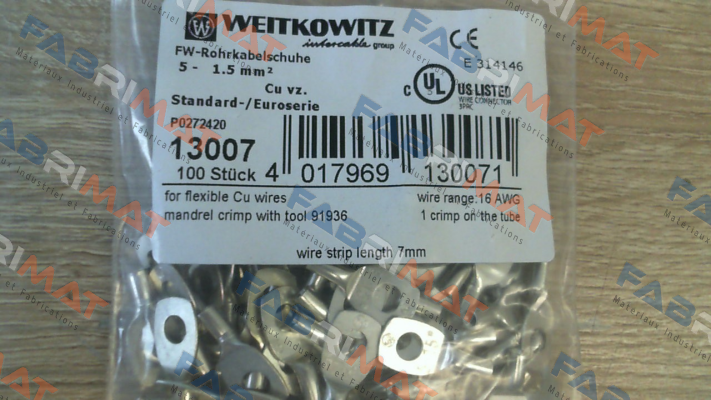 WEITKOWITZ
intercable group
CE
FW-Rohrkabelschuhe
E 314146
5 - 1.5 mm²
Cu vz.
C UL US LISTED
WIRE CONNECTOR
Standard-/Euroserie
P0272420
13007
100 Stück
4 017969 130071
for flexible Cu wires
wire range:16 AWG
mandrel crimp with tool 91936
1 crimp on the tube
wire strip length 7mm
FABRIMAT
Matériaux Industriel et Fabrications